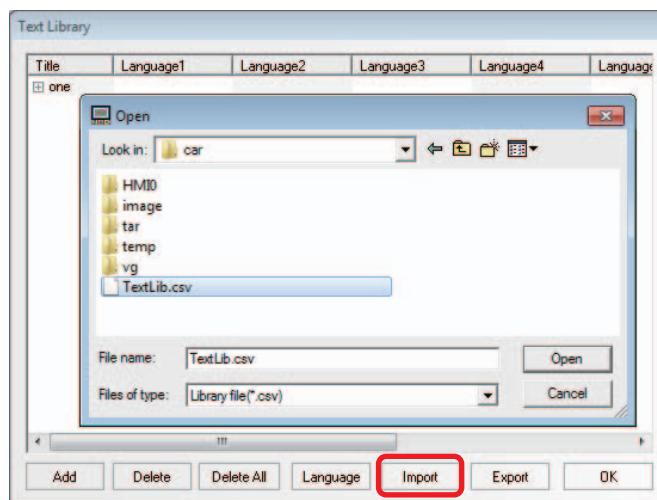 Text Library
Title Language1 Language2 Language3 Language4 Language
one
Open
Look in: car
HMI0
image
tar
temp
vg
TextLib.csv
File name: TextLib.csv Open
Files of type: Library file(*.csv) Cancel
Add Delete Delete All Language Import Export OK